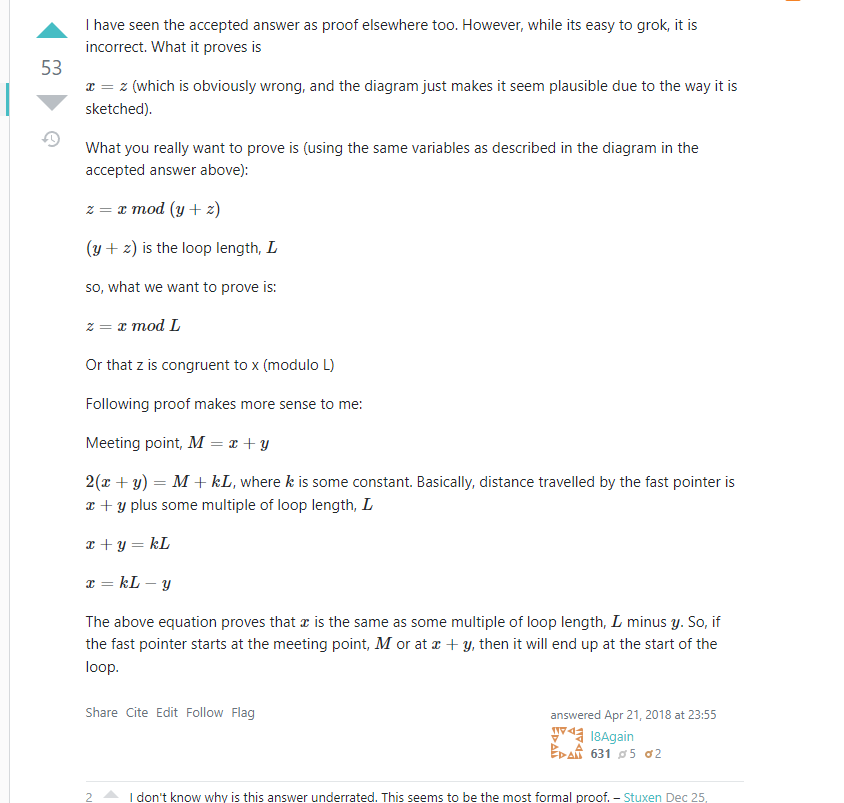 I have seen the accepted answer as proof elsewhere too. However, while its easy to grok, it is
incorrect. What it proves is
53
x = z (which is obviously wrong, and the diagram just makes it seem plausible due to the way it is
sketched).
What you really want to prove is (using the same variables as described in the diagram in the
accepted answer above):
z = x mod (y + z)
(y + z) is the loop length, L
so, what we want to prove is:
z = x mod L
Or that z is congruent to x (modulo L)
Following proof makes more sense to me:
Meeting point, M = x + y
2(x + y) = M + kL, where k is some constant. Basically, distance travelled by the fast pointer is
x + y plus some multiple of loop length, L
x + y = kL
x = kL − y
The above equation proves that x is the same as some multiple of loop length, L minus y. So, if
the fast pointer starts at the meeting point, M or at x + y, then it will end up at the start of the
loop.
Share Cite Edit Follow Flag
answered Apr 21, 2018 at 23:55
l8Again
631 5 2
2 I don't know why is this answer underrated. This seems to be the most formal proof. – Stuxen Dec 25,